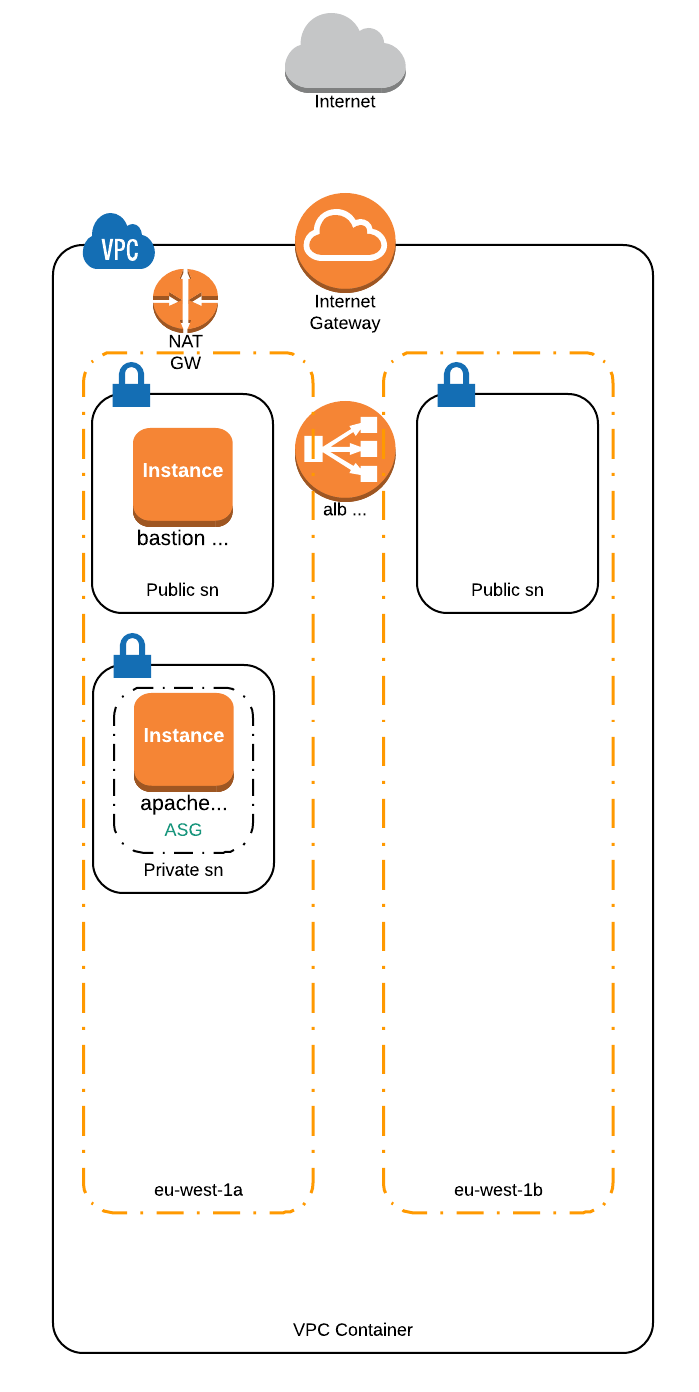 Internet
VPC
Internet
Gateway
NAT
GW
Instance
bastion ...
Public sn
alb ...
Public sn
Instance
apache...
ASG
Private sn
eu-west-1a
eu-west-1b
VPC Container